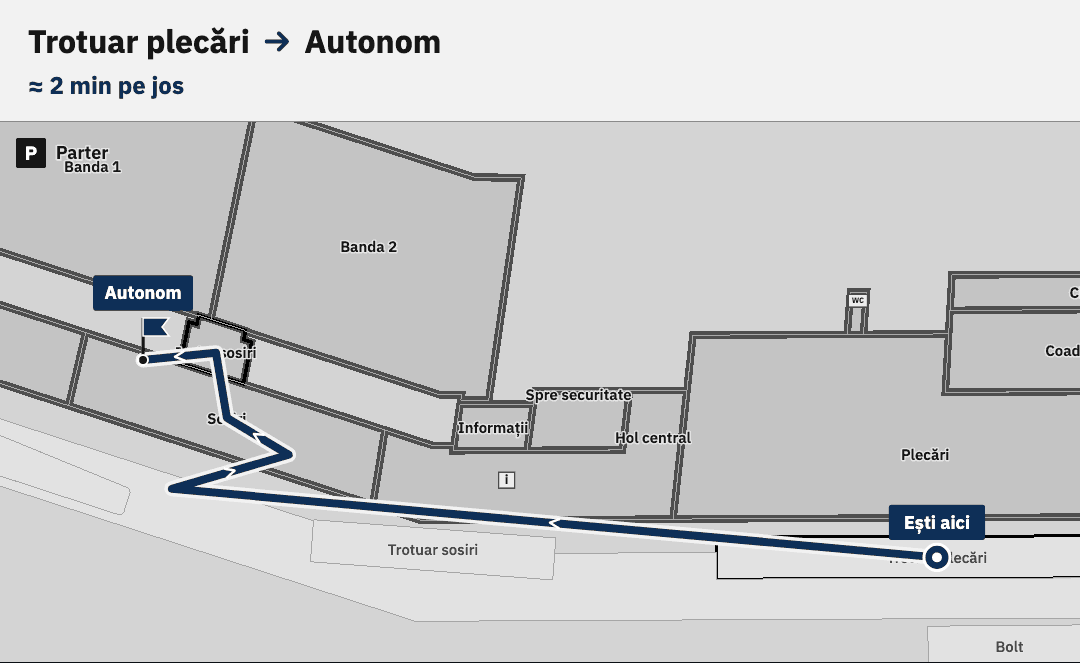 Trotuar plecări → Autonom
≈ 2 min pe jos
P Parter
Banda 1
Banda 2
Autonom
WC
Spre securitate
Informații
Hol central
i
Plecări
Ești aici
Trotuar sosiri
Bolt